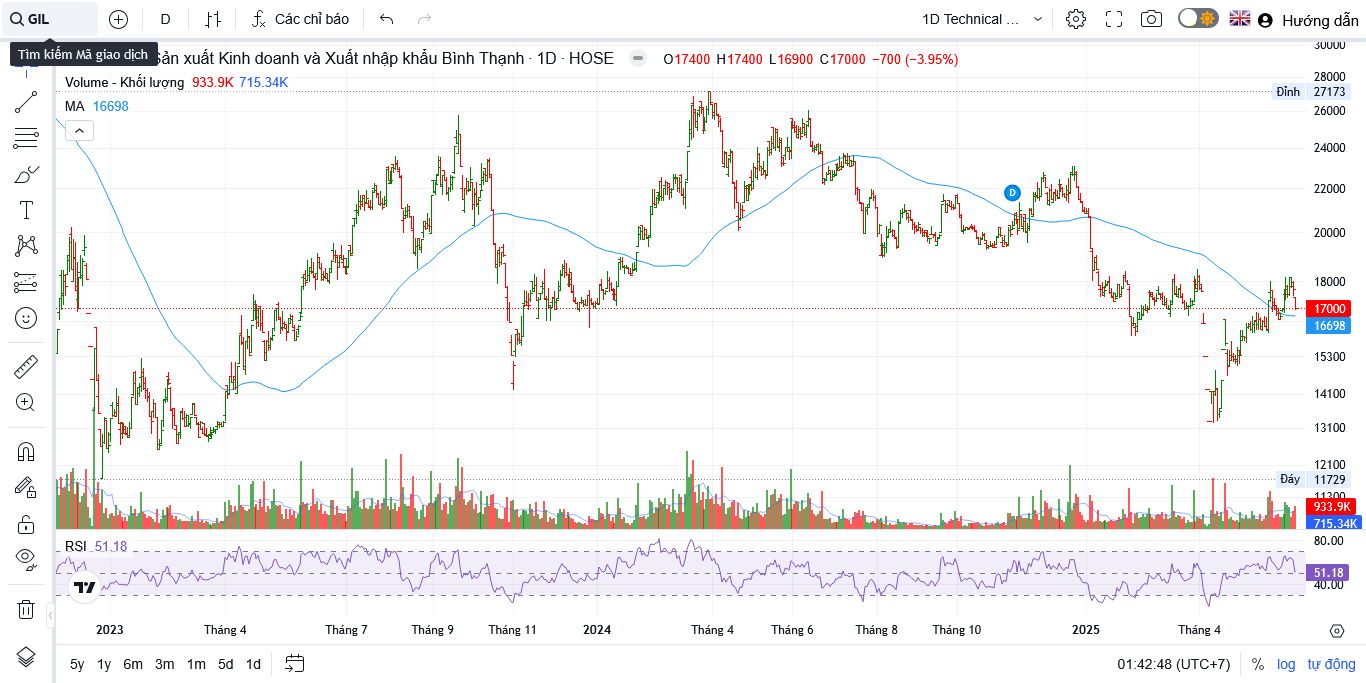 GIL
D
Các chỉ báo
1D Technical ...
Hướng dẫn
Tìm kiếm Mã giao dịch
Sản xuất Kinh doanh và Xuất nhập khẩu Bình Thạnh · 1D · HOSE
O17400 H17400 L16900 C17000 −700 (−3.95%)
Volume - Khối lượng 933.9K 715.34K
MA 16698
30000
28000
Đỉnh 27173
26000
24000
22000
D
20000
18000
17000
16698
15300
14100
13100
12100
Đáy 11729
11300
933.9K
715.34K
RSI 51.18
80.00
51.18
40.00
2023 Tháng 4 Tháng 7 Tháng 9 Tháng 11 2024 Tháng 4 Tháng 6 Tháng 8 Tháng 10 2025 Tháng 4
5y 1y 6m 3m 1m 5d 1d
01:42:48 (UTC+7) % log tự động